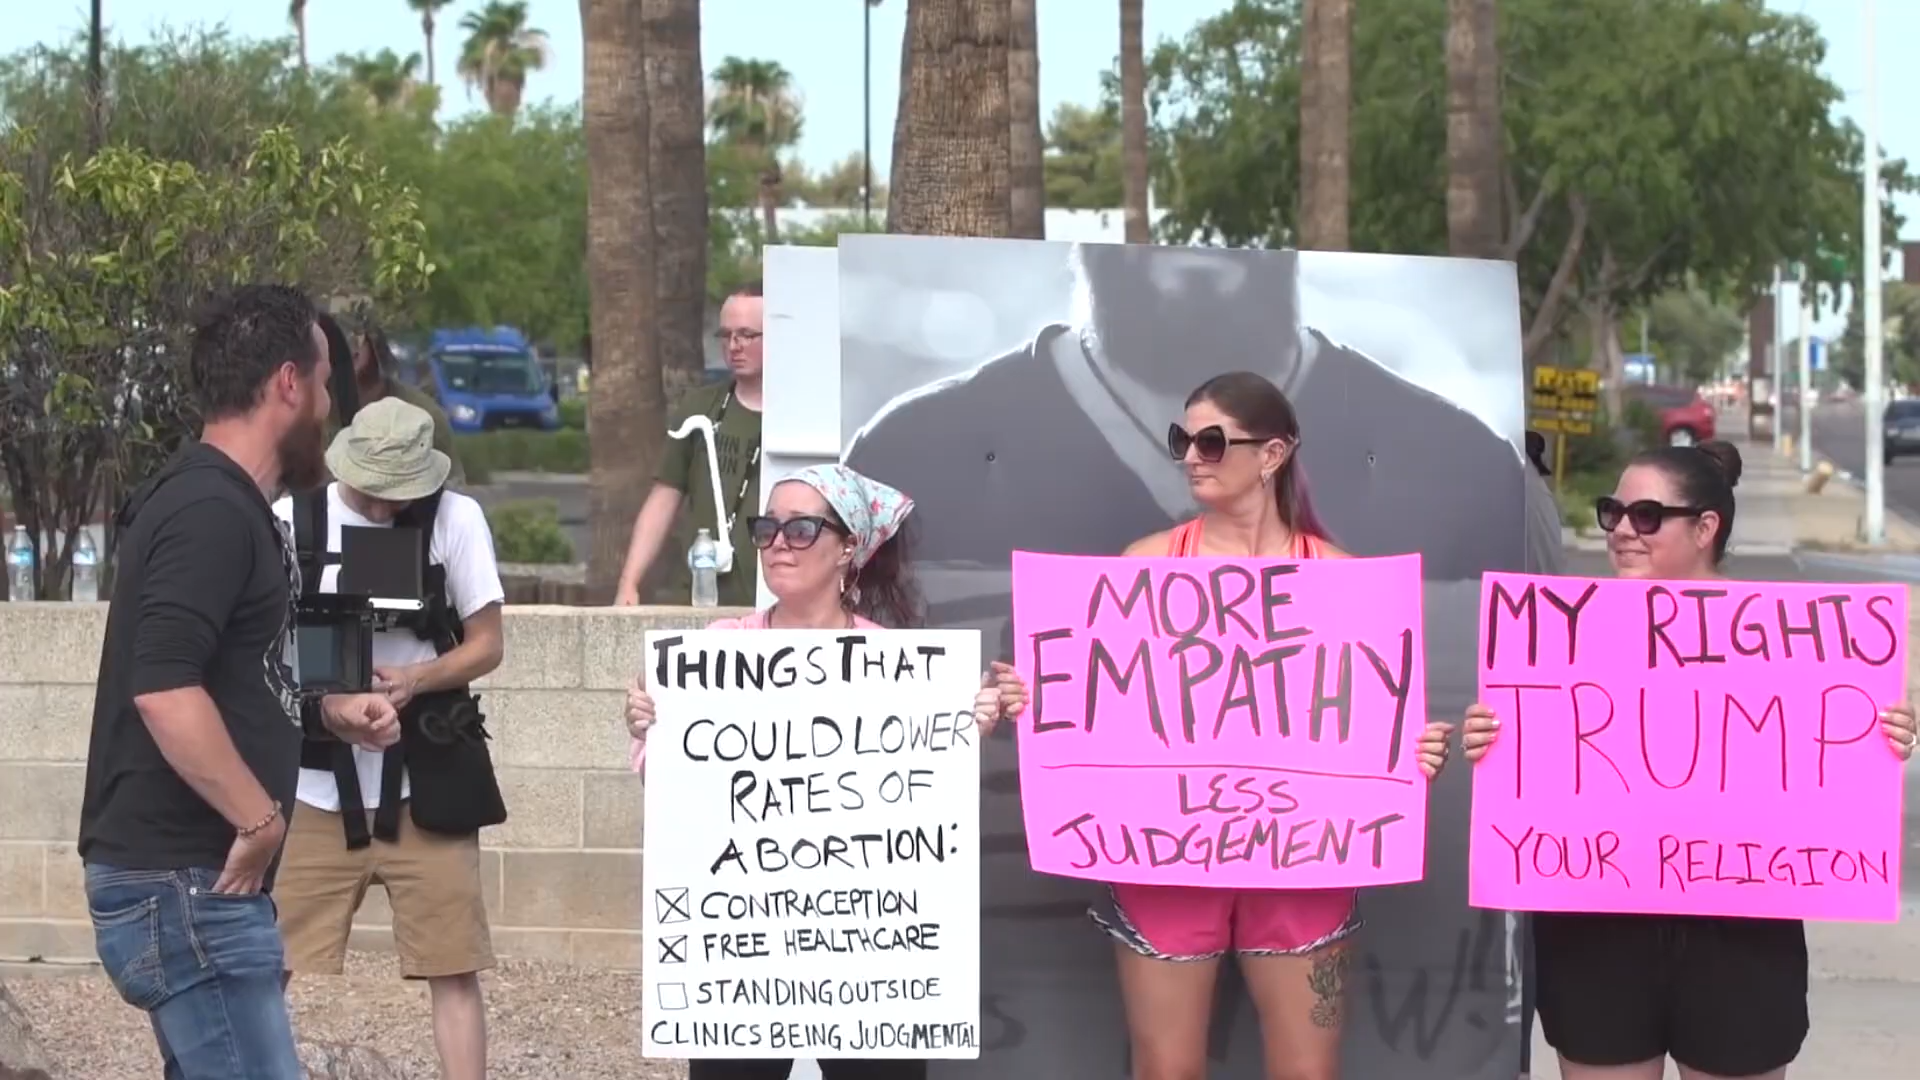 THINGS THAT
COULD LOWER
RATES OF
ABORTION:
CONTRACEPTION
FREE HEALTHCARE
STANDING OUTSIDE
CLINICS BEING JUDGMENTAL
MORE
EMPATHY
LESS
JUDGEMENT
MY RIGHTS
TRUMP
YOUR RELIGION
W!